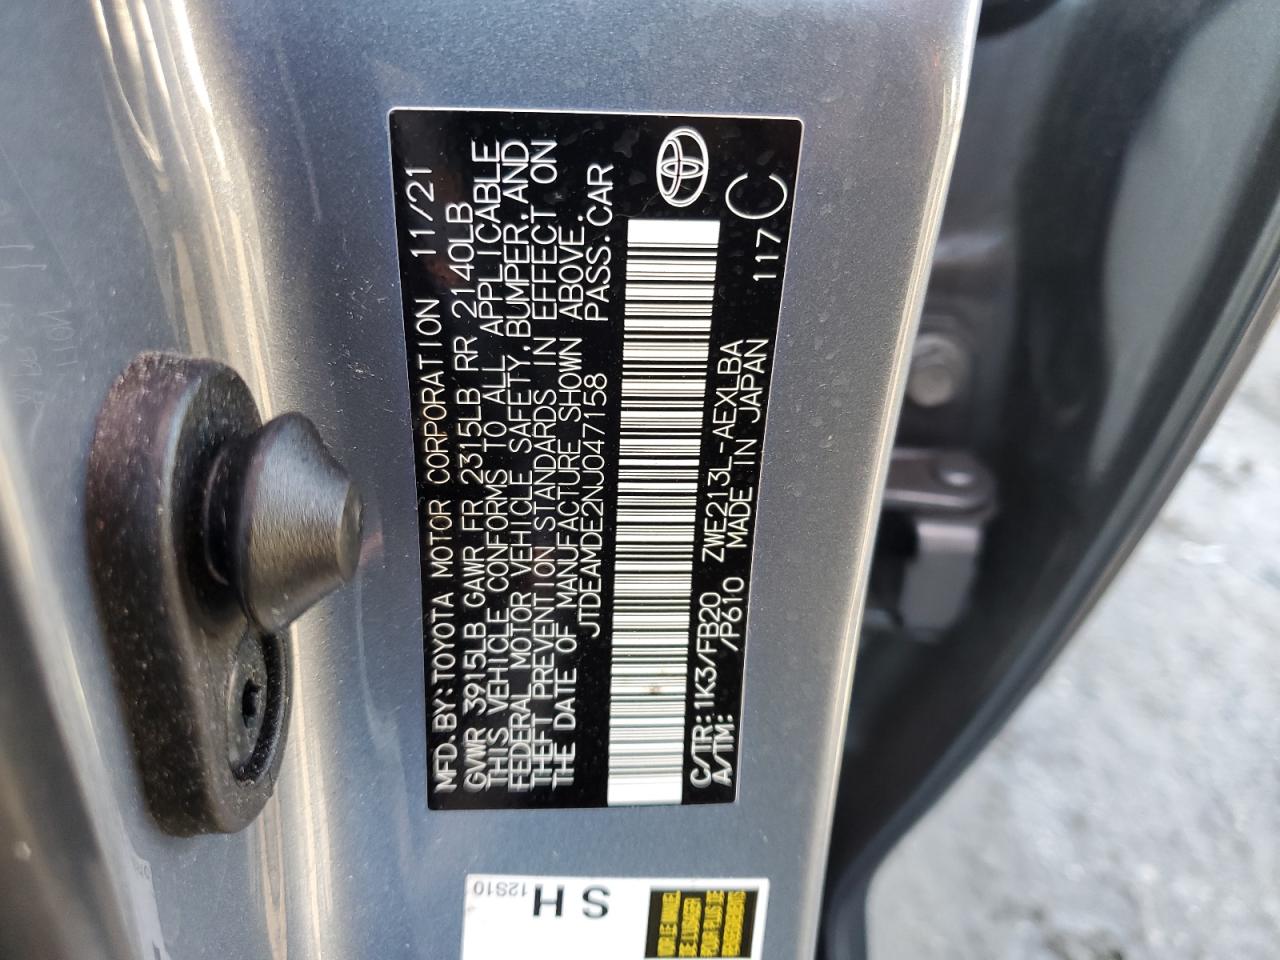 MFD.BY:TOYOTA MOTOR CORPORATION 11/21
GVWR 3915LB GAWR FR 2315LB RR 2140LB
THIS VEHICLE CONFORMS TO ALL APPLICABLE
FEDERAL MOTOR VEHICLE SAFETY,BUMPER,AND
THEFT PREVENTION STANDARDS IN EFFECT ON
THE DATE OF MANUFACTURE SHOWN ABOVE.
JTDEAMDE2NJ047158 PASS.CAR
C/TR:1K3/FB20 ZWE213L-AEXLBA 117
A/TM: /P610 MADE IN JAPAN C
SH
12S10